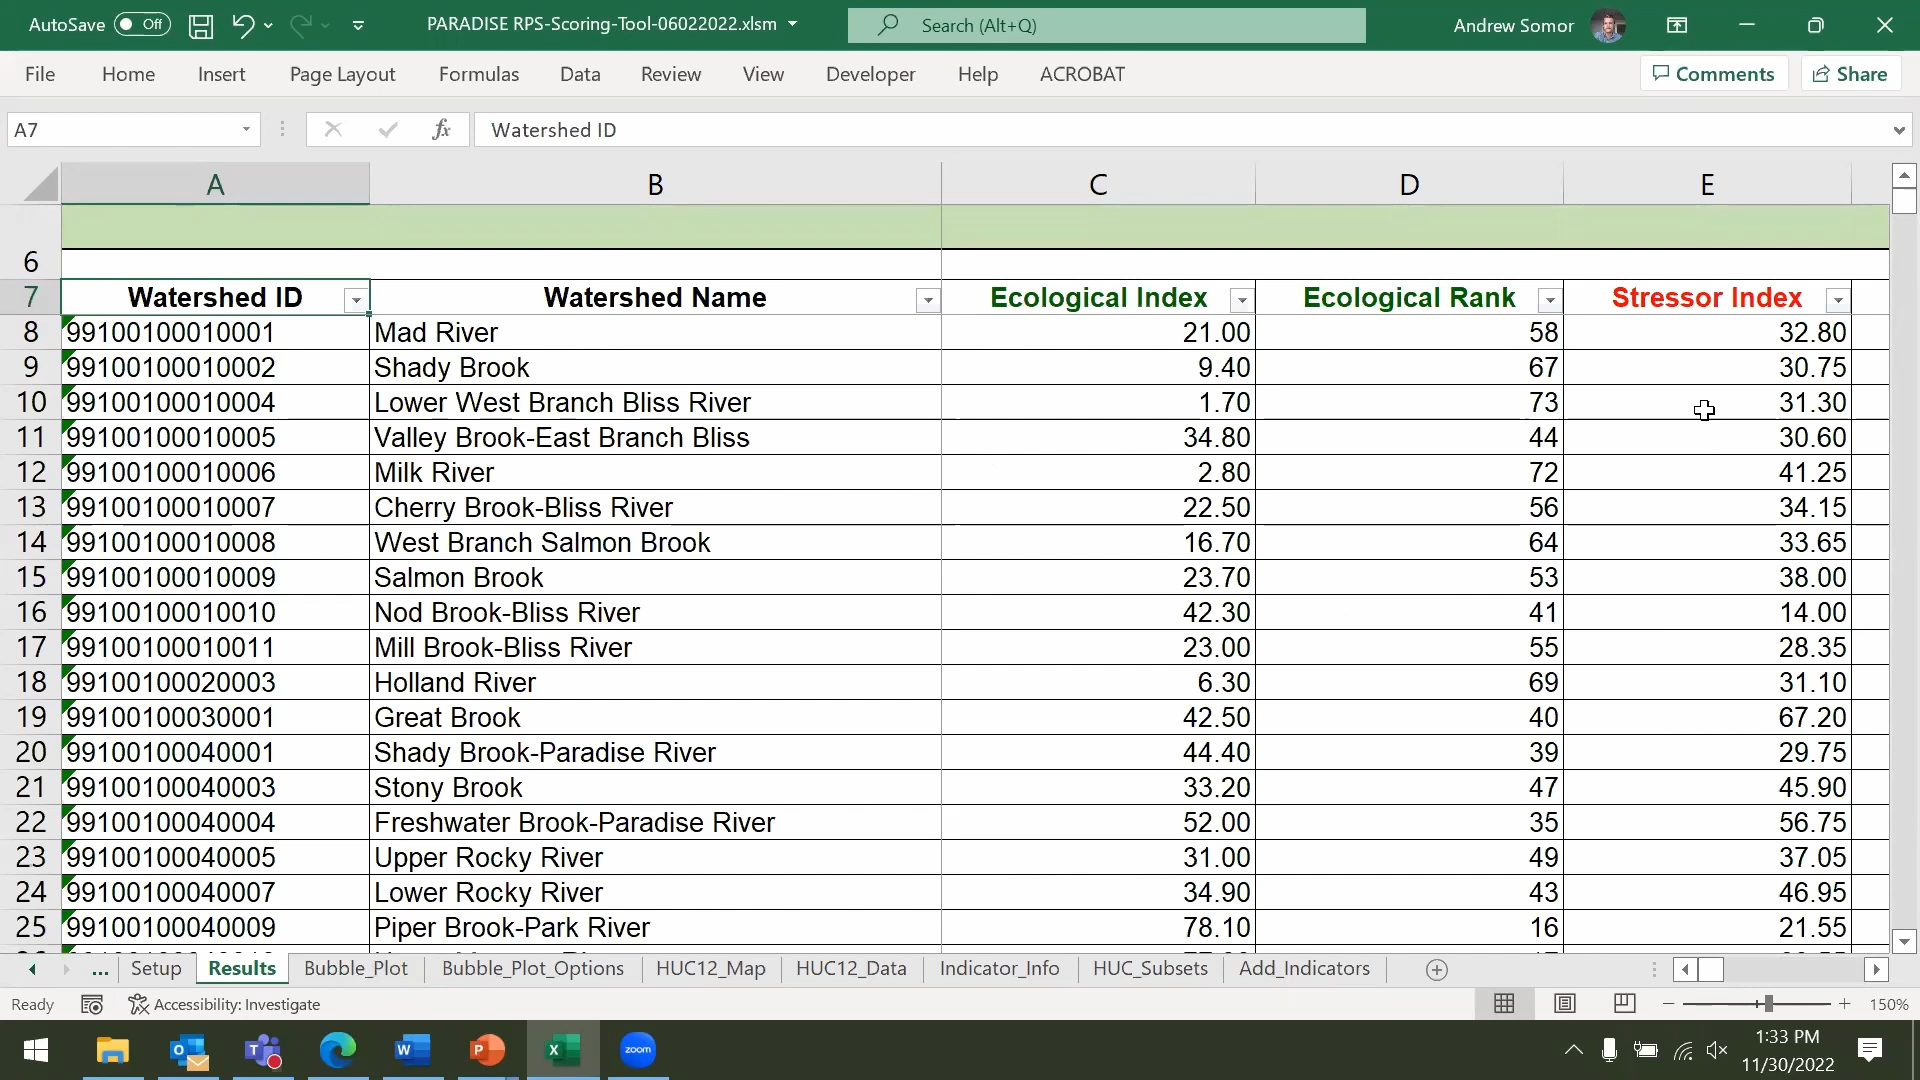 AutoSave Off PARADISE RPS-Scoring-Tool-06022022.xlsm Search (Alt+Q) Andrew Somor
File Home Insert Page Layout Formulas Data Review View Developer Help ACROBAT Comments Share
A7 fx Watershed ID
A B C D E
6
7 Watershed ID Watershed Name Ecological Index Ecological Rank Stressor Index
8 99100100010001 Mad River 21.00 58 32.80
9 99100100010002 Shady Brook 9.40 67 30.75
10 99100100010004 Lower West Branch Bliss River 1.70 73 31.30
11 99100100010005 Valley Brook-East Branch Bliss 34.80 44 30.60
12 99100100010006 Milk River 2.80 72 41.25
13 99100100010007 Cherry Brook-Bliss River 22.50 56 34.15
14 99100100010008 West Branch Salmon Brook 16.70 64 33.65
15 99100100010009 Salmon Brook 23.70 53 38.00
16 99100100010010 Nod Brook-Bliss River 42.30 41 14.00
17 99100100010011 Mill Brook-Bliss River 23.00 55 28.35
18 99100100020003 Holland River 6.30 69 31.10
19 99100100030001 Great Brook 42.50 40 67.20
20 99100100040001 Shady Brook-Paradise River 44.40 39 29.75
21 99100100040003 Stony Brook 33.20 47 45.90
22 99100100040004 Freshwater Brook-Paradise River 52.00 35 56.75
23 99100100040005 Upper Rocky River 31.00 49 37.05
24 99100100040007 Lower Rocky River 34.90 43 46.95
25 99100100040009 Piper Brook-Park River 78.10 16 21.55
... Setup Results Bubble_Plot Bubble_Plot_Options HUC12_Map HUC12_Data Indicator_Info HUC_Subsets Add_Indicators
Ready Accessibility: Investigate 150%
zoom 1:33 PM
11/30/2022